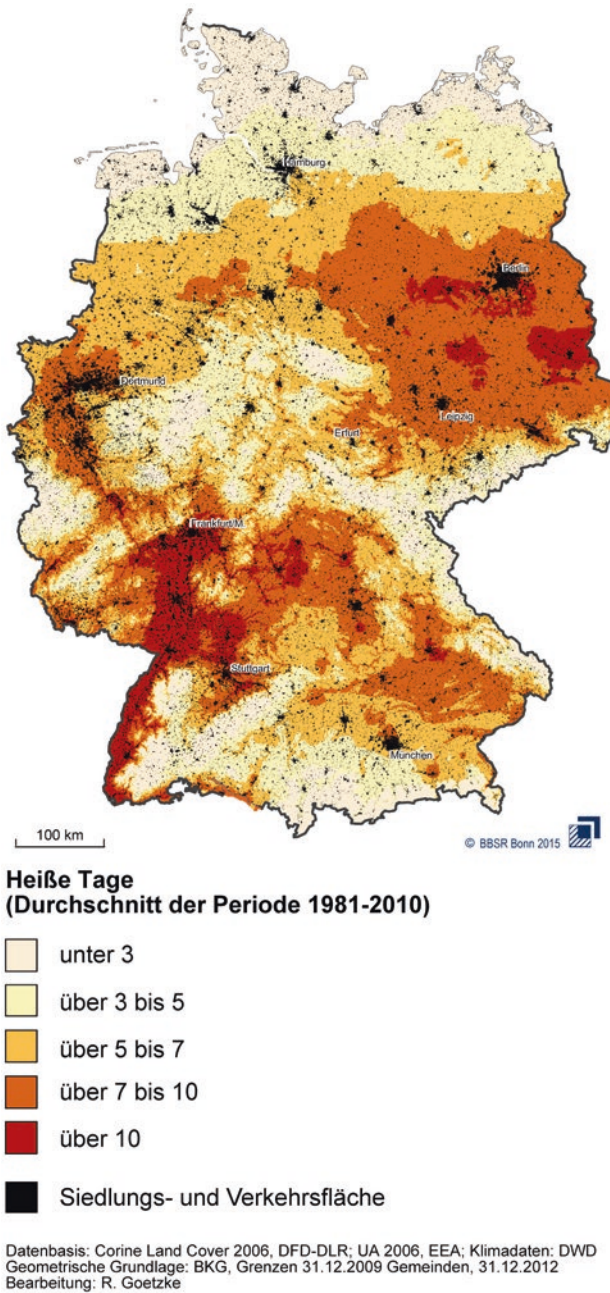 Hamburg
Berlin
Dortmund
Leipzig
Erfurt
Frankfurt/M.
Stuttgart
München
100 km
© BBSR Bonn 2015
Heiße Tage
(Durchschnitt der Periode 1981-2010)
unter 3
über 3 bis 5
über 5 bis 7
über 7 bis 10
über 10
Siedlungs- und Verkehrsfläche
Datenbasis: Corine Land Cover 2006, DFD-DLR; UA 2006, EEA; Klimadaten: DWD
Geometrische Grundlage: BKG, Grenzen 31.12.2009 Gemeinden, 31.12.2012
Bearbeitung: R. Goetzke